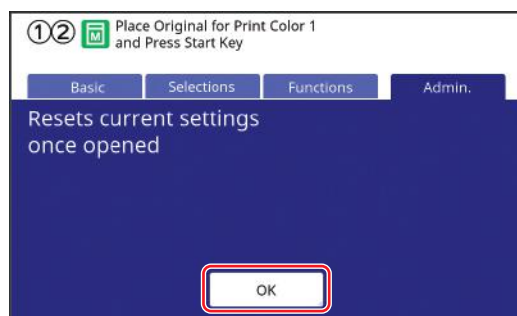 ①② M Place Original for Print Color 1
and Press Start Key
Basic Selections Functions Admin.
Resets current settings
once opened
OK